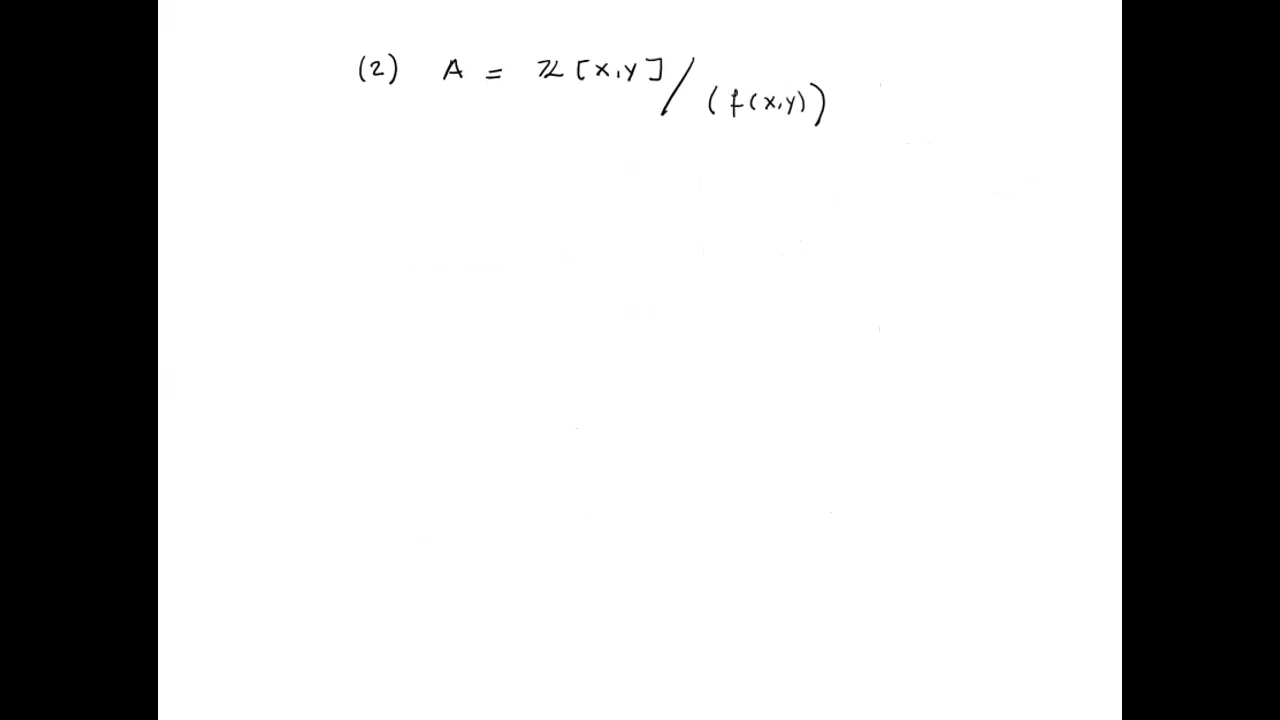 (2) A = ℤ[x,y] / (f(x,y))